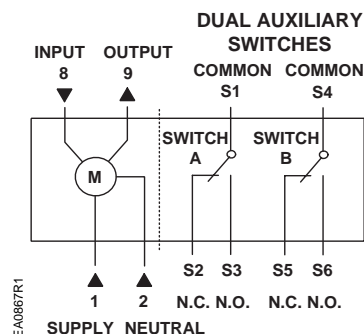 DUAL AUXILIARY
SWITCHES
INPUT OUTPUT
8 9
COMMON COMMON
S1 S4
SWITCH A
SWITCH B
M
S2 S3 S5 S6
1 2
N.C. N.O. N.C. N.O.
SUPPLY NEUTRAL
EA0867R1